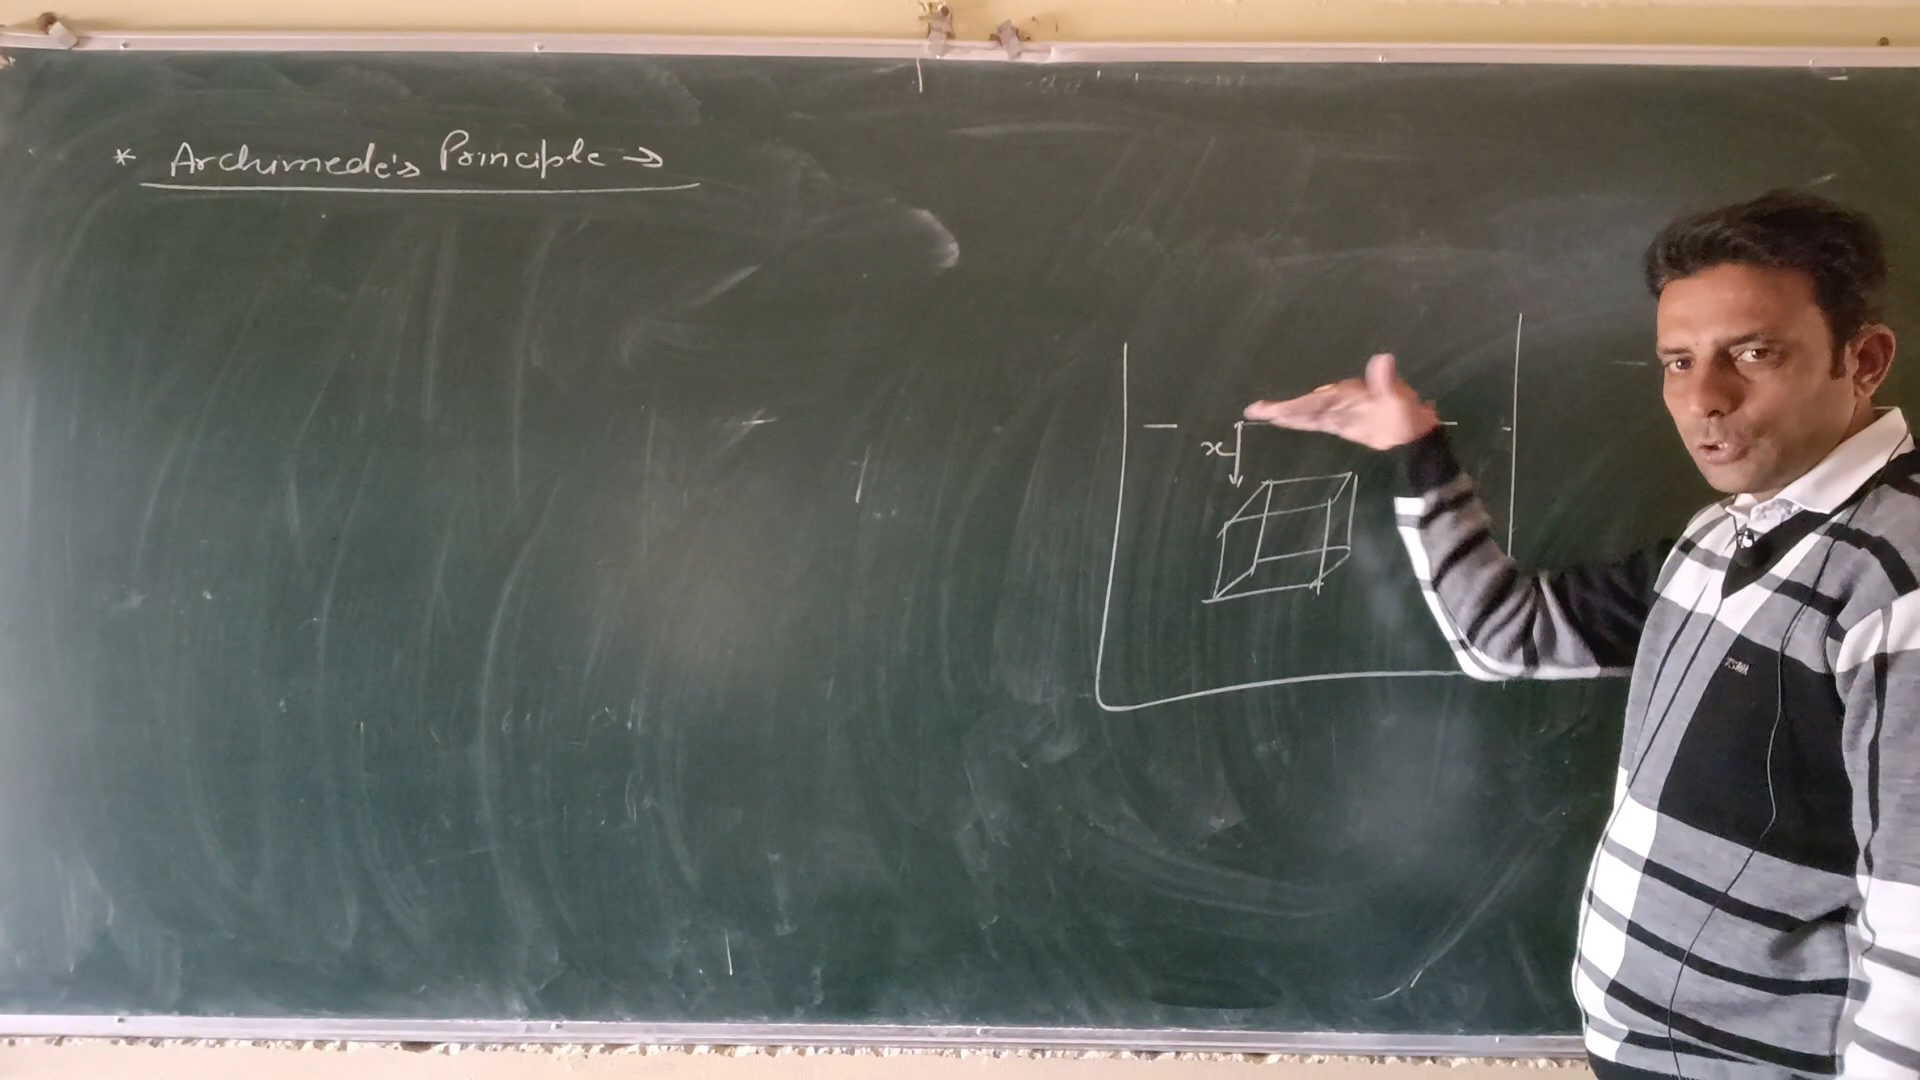 * Archimede's Principle →
x